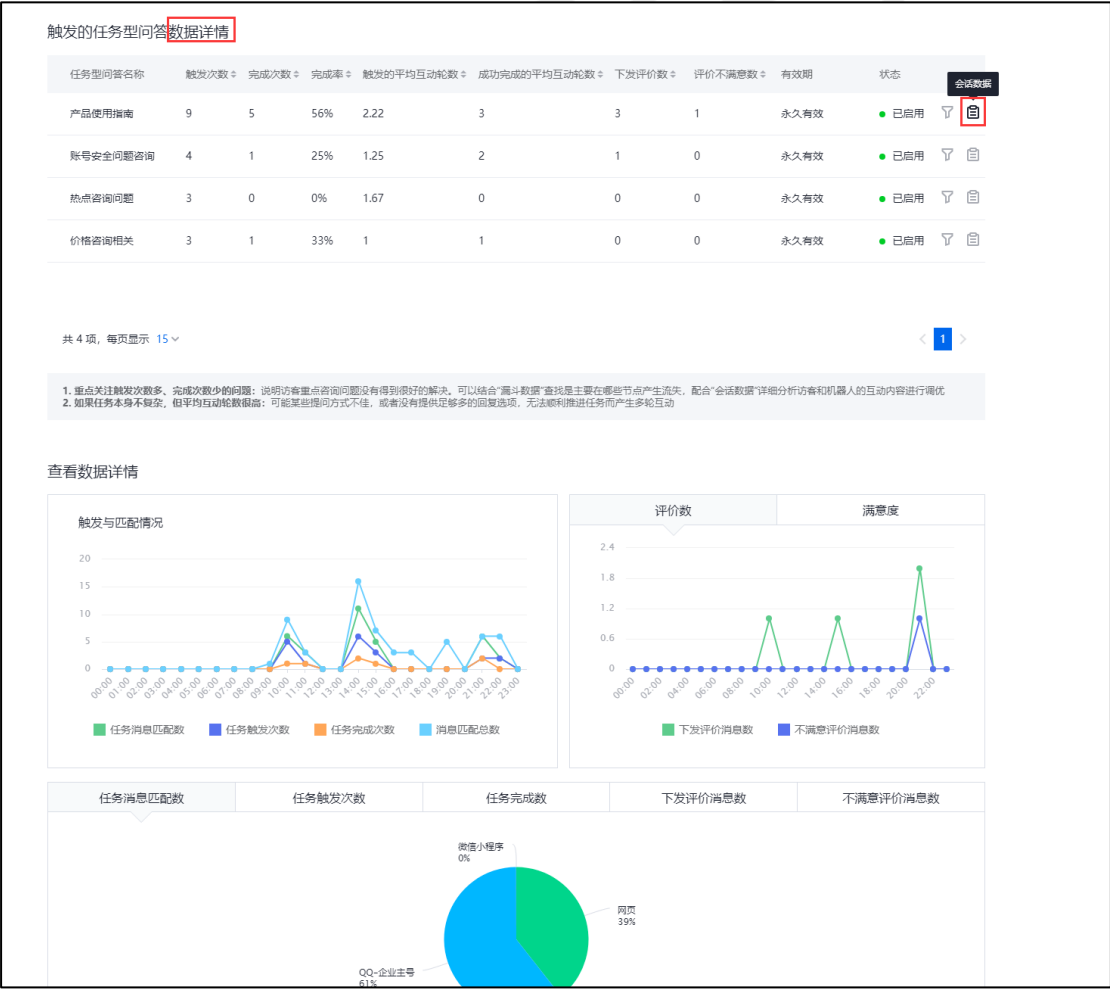 触发的任务型问答数据详情
任务型问答名称 触发次数 完成次数 完成率 触发的平均互动轮数 成功完成的平均互动轮数 下发评价数 评价不满意数 有效期 状态
会话数据
产品使用指南 9 5 56% 2.22 3 3 1 永久有效 已启用
账号安全问题咨询 4 1 25% 1.25 2 1 0 永久有效 已启用
热点咨询问题 3 0 0% 1.67 0 0 0 永久有效 已启用
价格咨询相关 3 1 33% 1 1 0 0 永久有效 已启用
共 4 项，每页显示 15
1
1. 重点关注触发次数多、完成次数少的问题：说明访客重点咨询问题没有得到很好的解决。可以结合“漏斗数据”查找是主要在哪些节点产生流失，配合“会话数据”详细分析访客和机器人的互动内容进行调优
2. 如果任务本身不复杂，但平均互动轮数很高：可能某些提问方式不佳，或者没有提供足够多的回复选项，无法顺利推进任务而产生多轮互动
查看数据详情
触发与匹配情况
20
15
10
5
0
00:00 01:00 02:00 03:00 04:00 05:00 06:00 07:00 08:00 09:00 10:00 11:00 12:00 13:00 14:00 15:00 16:00 17:00 18:00 19:00 20:00 21:00 22:00 23:00
任务消息匹配数 任务触发次数 任务完成次数 消息匹配总数
评价数 满意度
2.4
1.8
1.2
0.6
0
00:00 02:00 04:00 06:00 08:00 10:00 12:00 14:00 16:00 18:00 20:00 22:00
下发评价消息数 不满意评价消息数
任务消息匹配数 任务触发次数 任务完成数 下发评价消息数 不满意评价消息数
微信小程序
0%
网页
39%
QQ-企业主号
61%